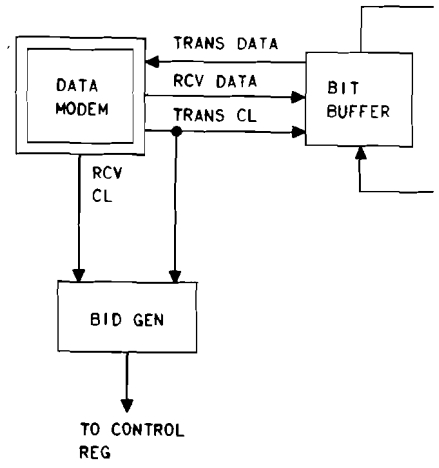 TRANS DATA
DATA
MODEM
RCV DATA
BIT
BUFFER
TRANS CL
RCV
CL
BID GEN
TO CONTROL
REG